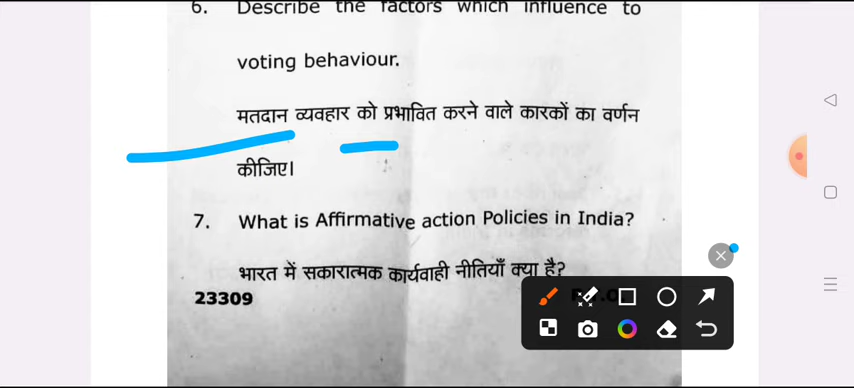 6. Describe the factors which influence to
voting behaviour.
मतदान व्यवहार को प्रभावित करने वाले कारकों का वर्णन
कीजिए।
7. What is Affirmative action Policies in India?
भारत में सकारात्मक कार्यवाही नीतियाँ क्या है?
23309